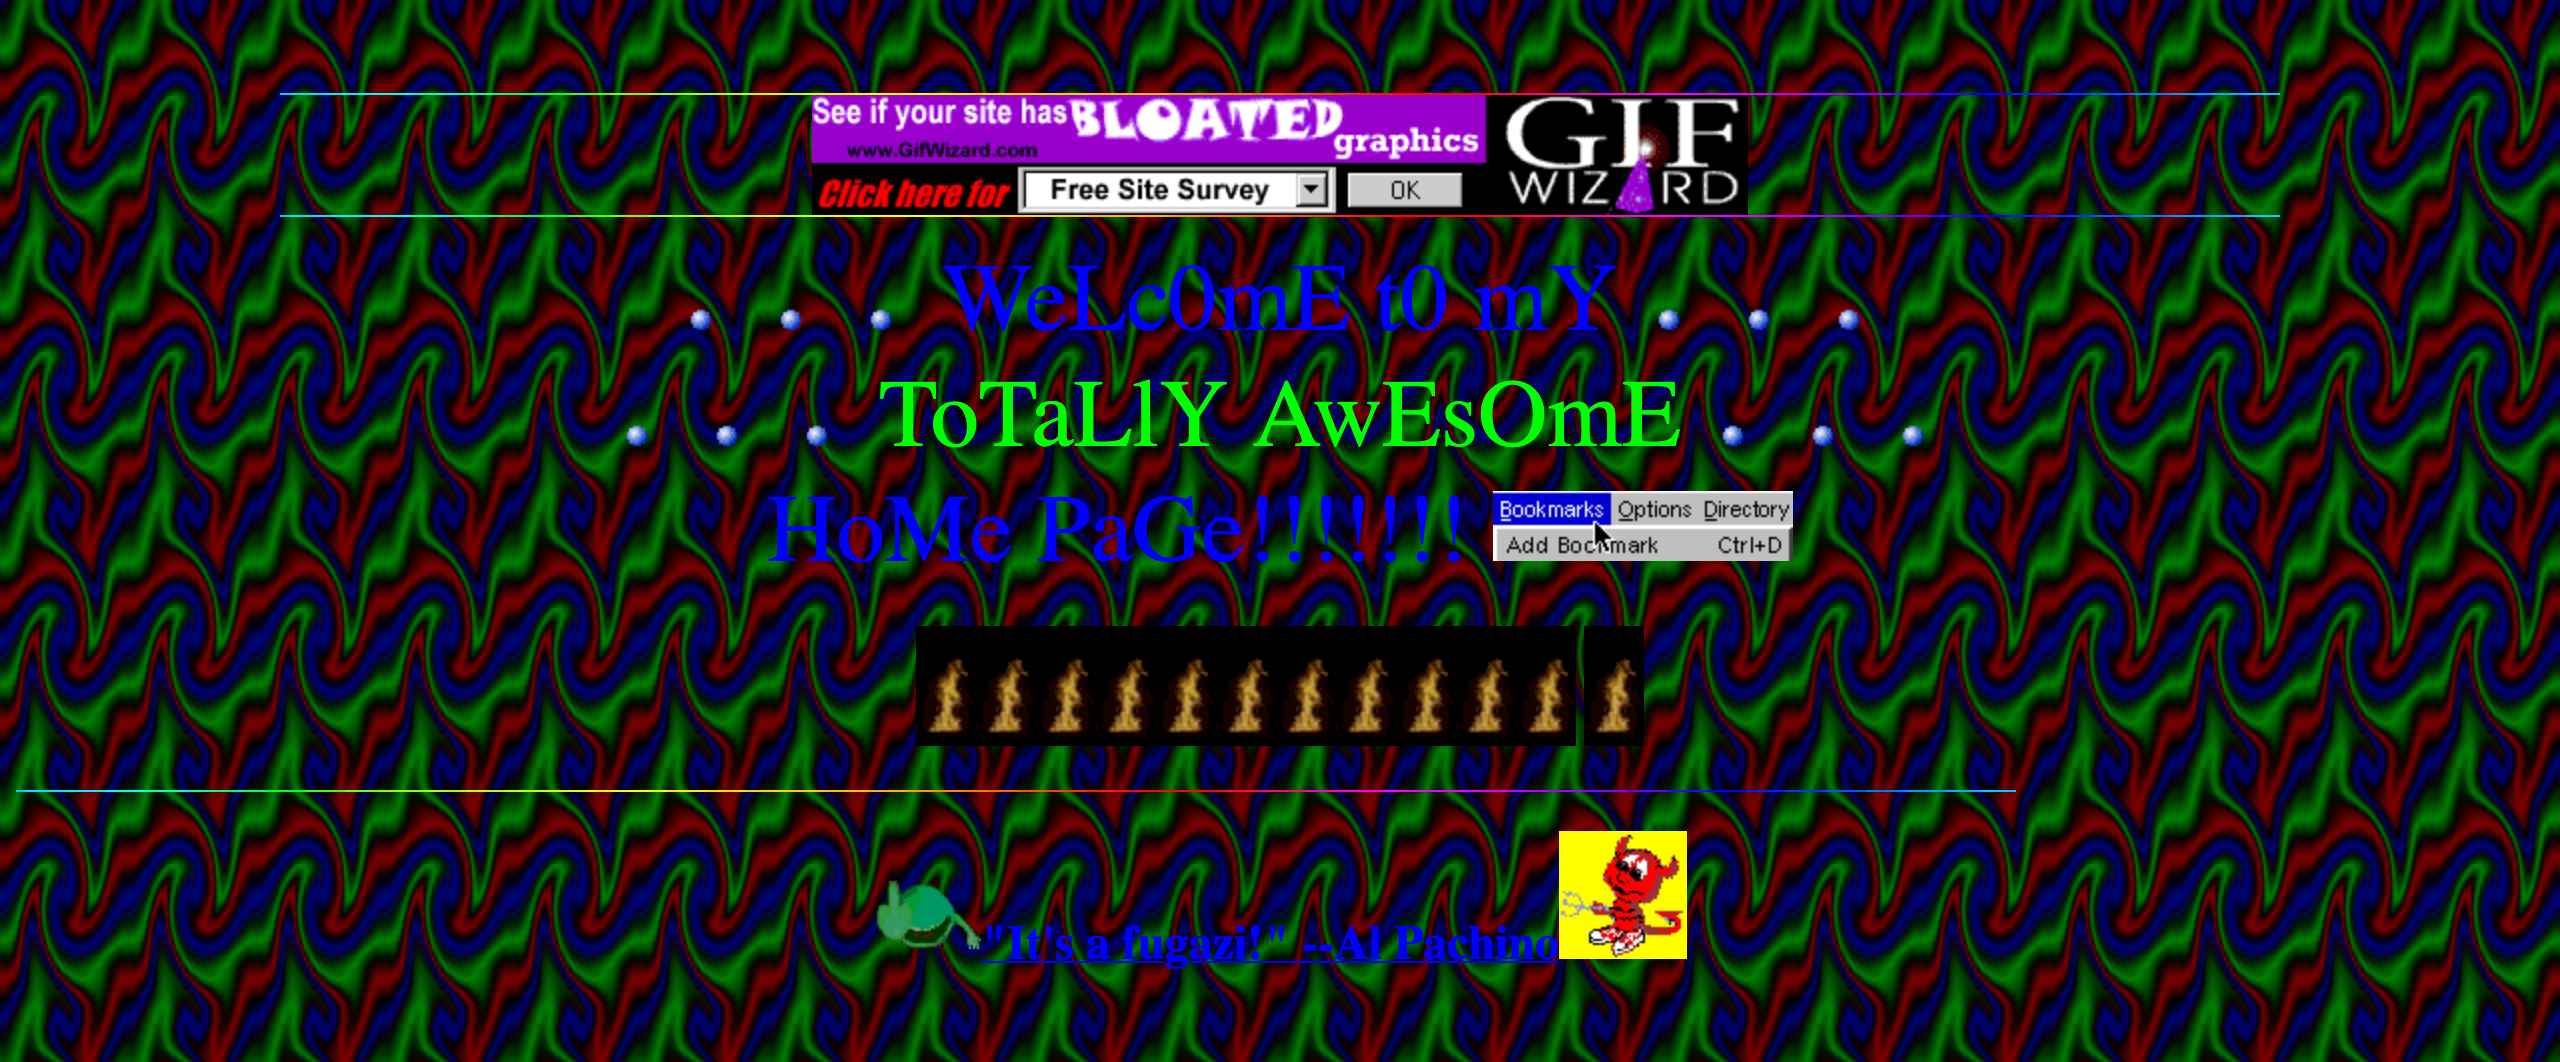 See if your site has BLOATED graphics
www.GifWizard.com
Click here for Free Site Survey OK
GIF WIZARD
WeLc0mE t0 mY
ToTaLlY AwEsOmE
HoMe PaGe!!!!!!!
Bookmarks Options Directory
Add Bookmark Ctrl+D
"It's a fugazi!" --Al Pachino